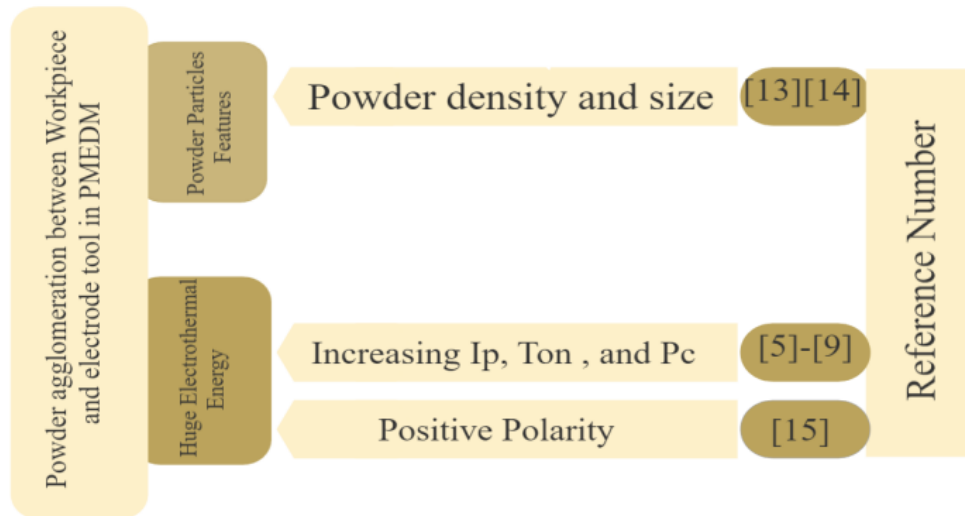 Powder agglomeration between Workpiece
and electrode tool in PMEDM
Powder Particles
Features
Powder density and size
[13][14]
Huge Electrothermal
Energy
Increasing Ip, Ton , and Pc
[5]-[9]
Positive Polarity
[15]
Reference Number